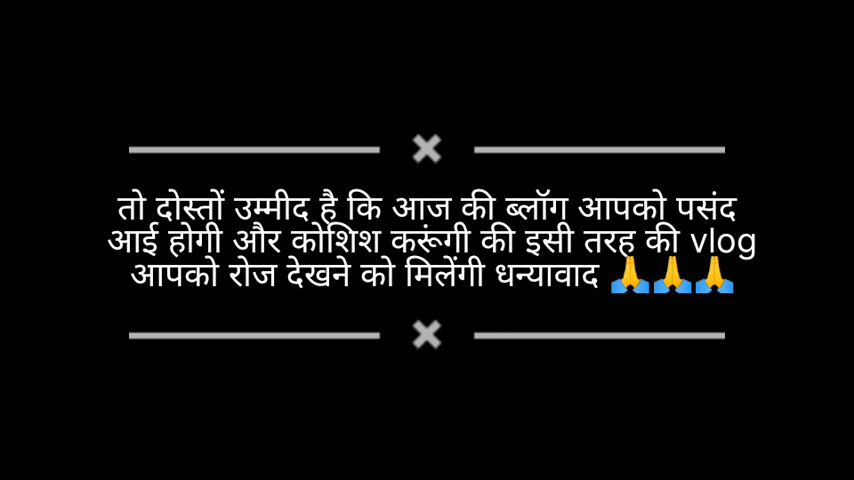 तो दोस्तों उम्मीद है कि आज की ब्लॉग आपको पसंद
आई होगी और कोशिश करूंगी की इसी तरह की vlog
आपको रोज देखने को मिलेंगी धन्यावाद 🙏🙏🙏